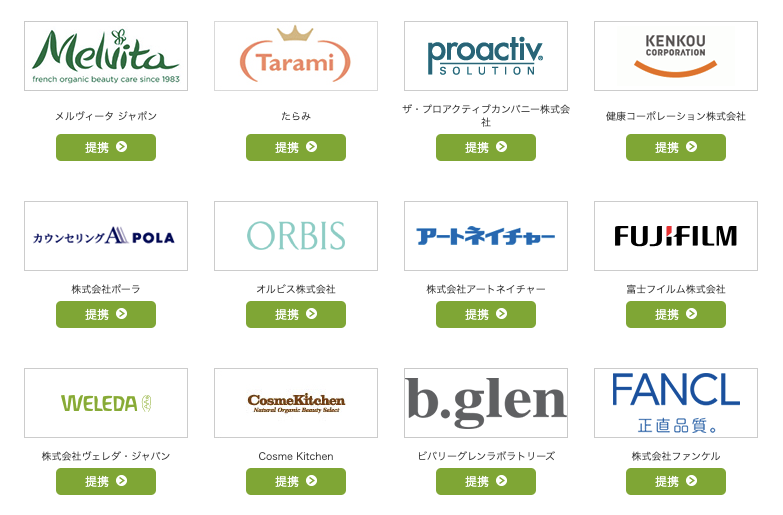 Melvita
french organic beauty care since 1983
Tarami
proactiv®
SOLUTION
KENKOU
CORPORATION
メルヴィータ ジャポン
たらみ
ザ・プロアクティブカンパニー株式会
社
健康コーポレーション株式会社
提携
提携
提携
提携
カウンセリング POLA
ORBIS
アートネイチャー
FUJIFILM
株式会社ポーラ
オルビス株式会社
株式会社アートネイチャー
富士フイルム株式会社
提携
提携
提携
提携
WELEDA
CosmeKitchen
Natural Organic Beauty Select
b.glen
FANCL
正直品質。
株式会社ヴェレダ・ジャパン
Cosme Kitchen
ビバリーグレンラボラトリーズ
株式会社ファンケル
提携
提携
提携
提携